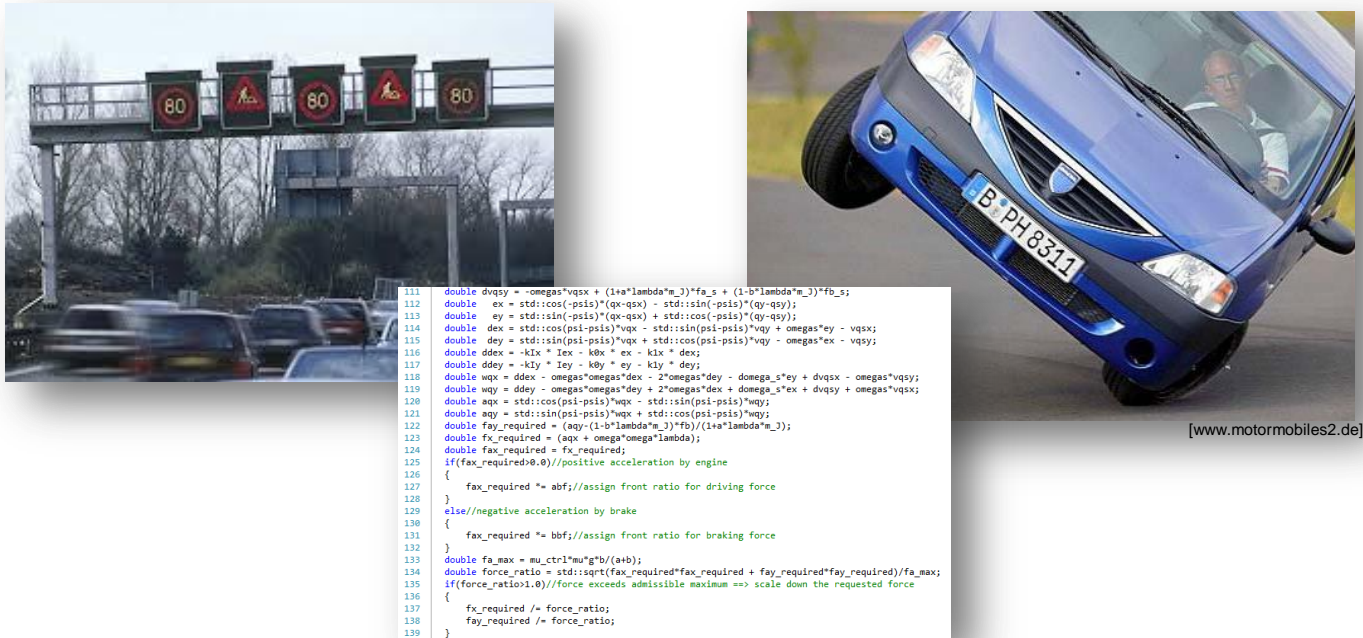 80
80
80
B PH 8311
[www.motormobiles2.de]
111 double dvqsy = -omegas*vqsx + (1+a*lambda*m_J)*fa_s + (1-b*lambda*m_J)*fb_s;
112 double ex = std::cos(-psis)*(qx-qsx) - std::sin(-psis)*(qy-qsy);
113 double ey = std::sin(-psis)*(qx-qsx) + std::cos(-psis)*(qy-qsy);
114 double dex = std::cos(psi-psis)*vqx - std::sin(psi-psis)*vqy + omegas*ey - vqsx;
115 double dey = std::sin(psi-psis)*vqx + std::cos(psi-psis)*vqy - omegas*ex - vqsy;
116 double ddex = -kIx * Iex - k0x * ex - k1x * dex;
117 double ddey = -kIy * Iey - k0y * ey - k1y * dey;
118 double wqx = ddex - omegas*omegas*dex - 2*omegas*dey - domega_s*ey + dvqsx - omegas*vqsy;
119 double wqy = ddey - omegas*omegas*dey + 2*omegas*dex + domega_s*ex + dvqsy + omegas*vqsx;
120 double aqx = std::cos(psi-psis)*wqx - std::sin(psi-psis)*wqy;
121 double aqy = std::sin(psi-psis)*wqx + std::cos(psi-psis)*wqy;
122 double fay_required = (aqy-(1-b*lambda*m_J)*fb)/(1+a*lambda*m_J);
123 double fx_required = (aqx + omega*omega*lambda);
124 double fax_required = fx_required;
125 if(fax_required>0.0)//positive acceleration by engine
126 {
127 fax_required *= abf;//assign front ratio for driving force
128 }
129 else//negative acceleration by brake
130 {
131 fax_required *= bbf;//assign front ratio for braking force
132 }
133 double fa_max = mu_ctrl*mu*g*b/(a+b);
134 double force_ratio = std::sqrt(fax_required*fax_required + fay_required*fay_required)/fa_max;
135 if(force_ratio>1.0)//force exceeds admissible maximum ==> scale down the requested force
136 {
137 fx_required /= force_ratio;
138 fay_required /= force_ratio;
139 }